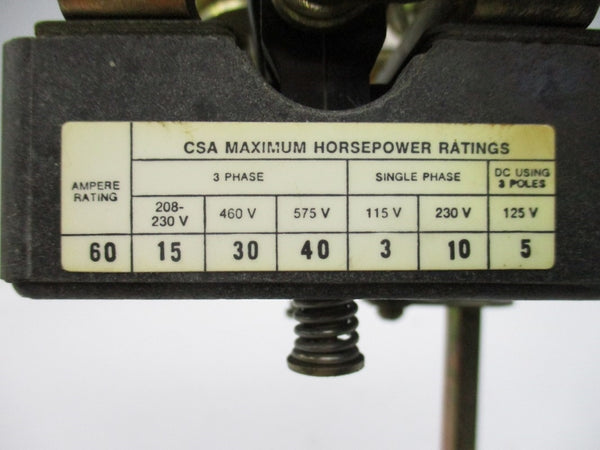 CSA MAXIMUM HORSEPOWER RATINGS
AMPERE RATING
3 PHASE SINGLE PHASE DC USING 3 POLES
208-230 V 460 V 575 V 115 V 230 V 125 V
60 15 30 40 3 10 5